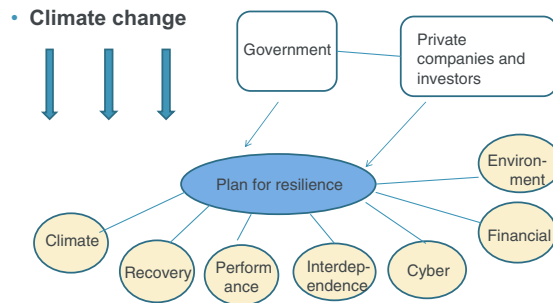 • Climate change
Government
Private
companies and
investors
Plan for resilience
Environ-
ment
Financial
Climate
Recovery
Perform
ance
Interdep-
endence
Cyber